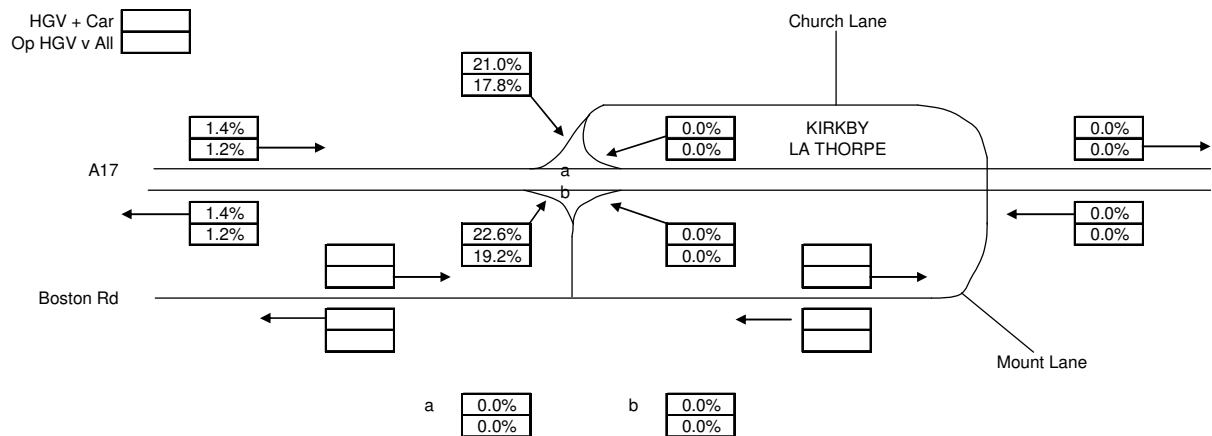 HGV + Car
Op HGV v All
Church Lane
21.0%
17.8%
1.4%
1.2%
0.0%
0.0%
KIRKBY
LA THORPE
0.0%
0.0%
A17
a
b
1.4%
1.2%
22.6%
19.2%
0.0%
0.0%
0.0%
0.0%
Boston Rd
Mount Lane
a
0.0%
0.0%
b
0.0%
0.0%